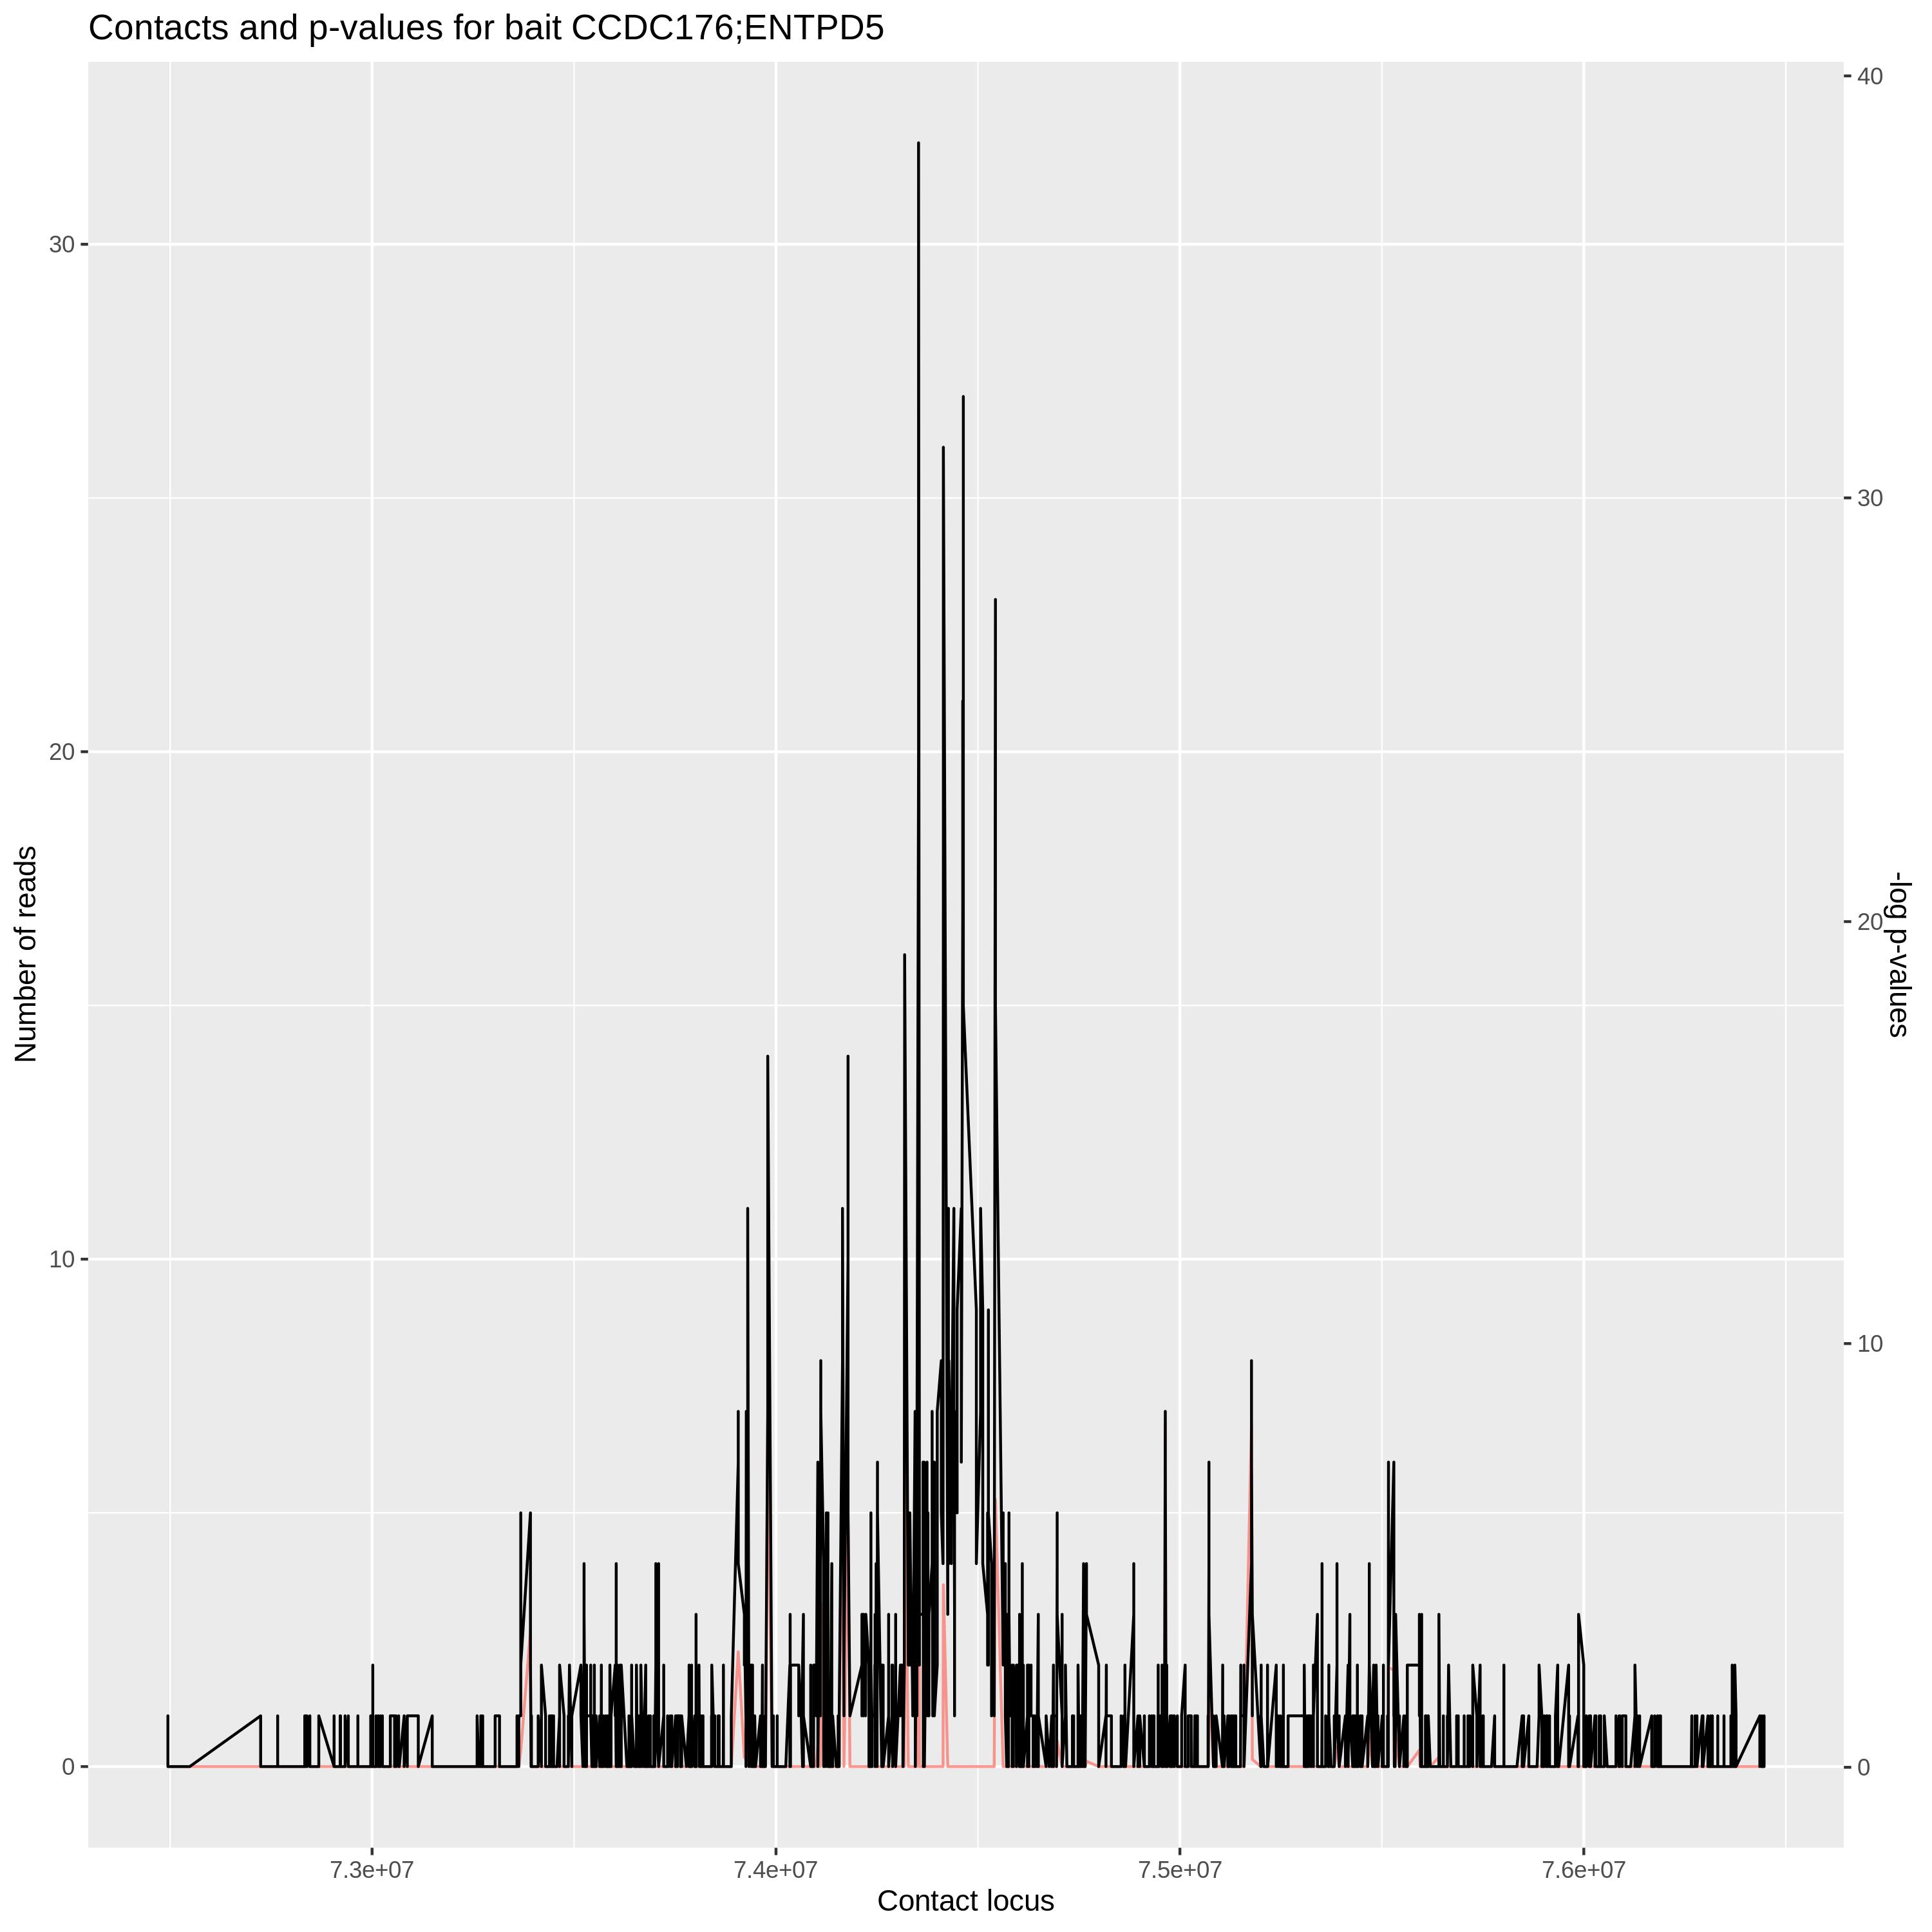 Contacts and p-values for bait CCDC176;ENTPD5
40
30
30
20
20
10
10
0
0
Number of reads
-log p-values
7.3e+07
7.4e+07
7.5e+07
7.6e+07
Contact locus